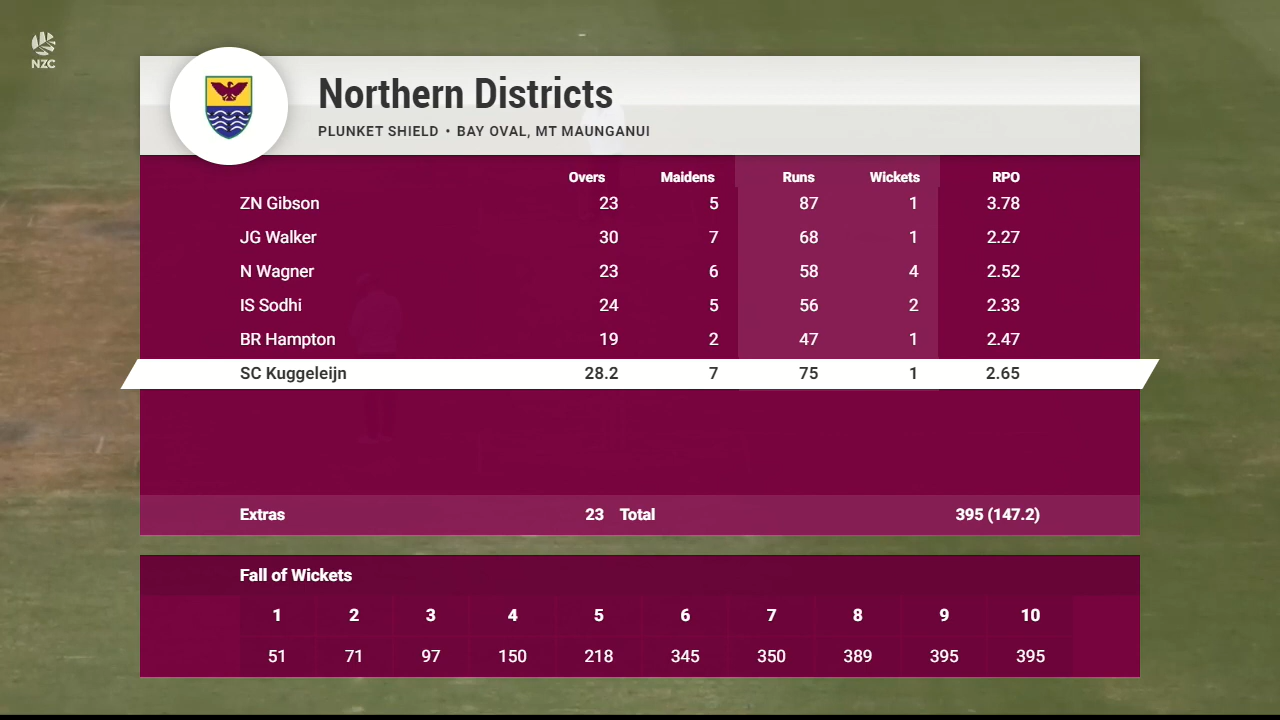 NZC
Northern Districts
PLUNKET SHIELD • BAY OVAL, MT MAUNGANUI
Overs Maidens Runs Wickets RPO
ZN Gibson 23 5 87 1 3.78
JG Walker 30 7 68 1 2.27
N Wagner 23 6 58 4 2.52
IS Sodhi 24 5 56 2 2.33
BR Hampton 19 2 47 1 2.47
SC Kuggeleijn 28.2 7 75 1 2.65
Extras 23 Total 395 (147.2)
Fall of Wickets
1 2 3 4 5 6 7 8 9 10
51 71 97 150 218 345 350 389 395 395